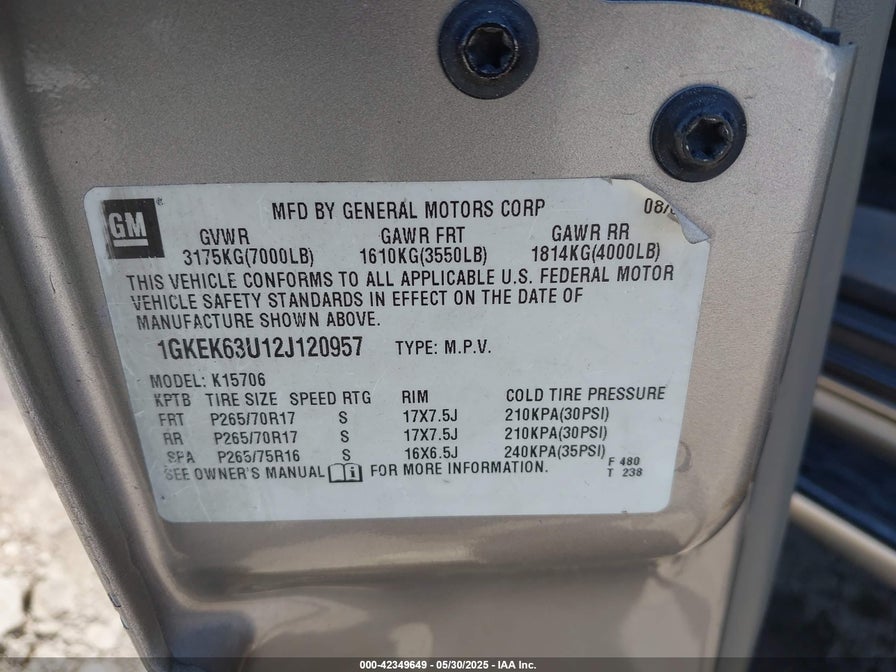 GM
MFD BY GENERAL MOTORS CORP 08/
GVWR GAWR FRT GAWR RR
3175KG(7000LB) 1610KG(3550LB) 1814KG(4000LB)
THIS VEHICLE CONFORMS TO ALL APPLICABLE U.S. FEDERAL MOTOR
VEHICLE SAFETY STANDARDS IN EFFECT ON THE DATE OF
MANUFACTURE SHOWN ABOVE.
1GKEK63U12J120957 TYPE: M.P.V.
MODEL: K15706
KPTB TIRE SIZE SPEED RTG RIM COLD TIRE PRESSURE
FRT P265/70R17 S 17X7.5J 210KPA(30PSI)
RR P265/70R17 S 17X7.5J 210KPA(30PSI)
SPA P265/75R16 S 16X6.5J 240KPA(35PSI)
SEE OWNER'S MANUAL FOR MORE INFORMATION.
F 480
T 238
000-42349649 — 05/30/2025 — IAA Inc.